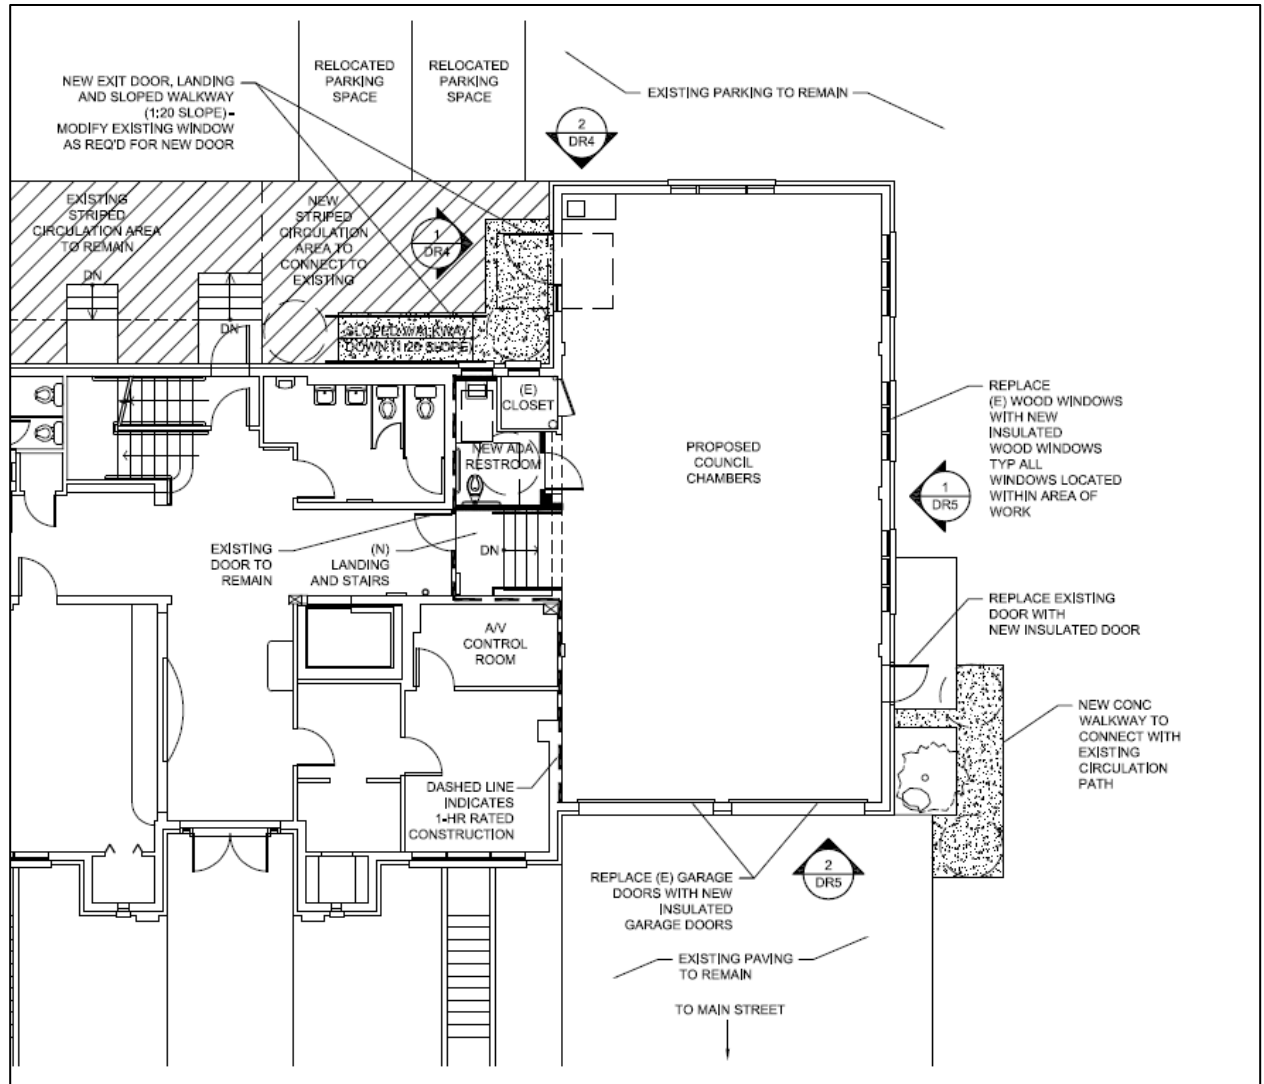 RELOCATED
PARKING
SPACE
RELOCATED
PARKING
SPACE
NEW EXIT DOOR, LANDING
AND SLOPED WALKWAY
(1:20 SLOPE)-
MODIFY EXISTING WINDOW
AS REQ'D FOR NEW DOOR
EXISTING PARKING TO REMAIN
2
DR4
EXISTING
STRIPED
CIRCULATION AREA
TO REMAIN
NEW
STRIPED
CIRCULATION
AREA TO
CONNECT TO
EXISTING
1
DR4
DN
DN
SLOPED WALKWAY
DOWN (1:20 SLOPE)
(E)
CLOSET
NEW ADA
RESTROOM
PROPOSED
COUNCIL
CHAMBERS
REPLACE
(E) WOOD WINDOWS
WITH NEW
INSULATED
WOOD WINDOWS
TYP ALL
WINDOWS LOCATED
WITHIN AREA OF
WORK
1
DR5
EXISTING
DOOR TO
REMAIN
(N)
LANDING
AND STAIRS
DN
REPLACE EXISTING
DOOR WITH
NEW INSULATED DOOR
A/V
CONTROL
ROOM
NEW CONC
WALKWAY TO
CONNECT WITH
EXISTING
CIRCULATION
PATH
DASHED LINE
INDICATES
1-HR RATED
CONSTRUCTION
2
DR5
REPLACE (E) GARAGE
DOORS WITH NEW
INSULATED
GARAGE DOORS
EXISTING PAVING
TO REMAIN
TO MAIN STREET